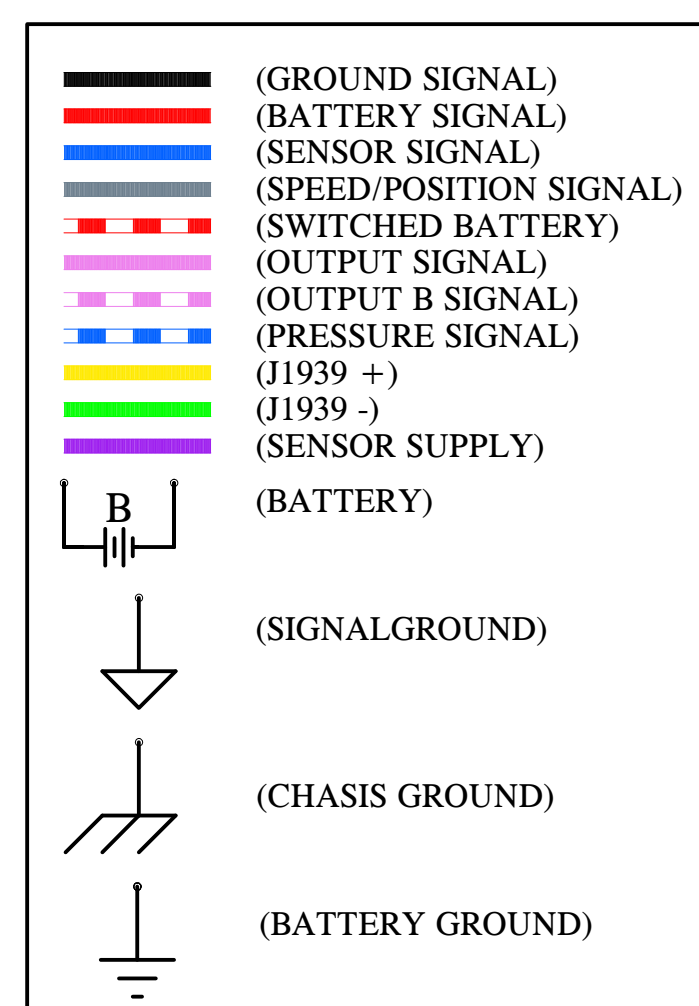 (GROUND SIGNAL)
(BATTERY SIGNAL)
(SENSOR SIGNAL)
(SPEED/POSITION SIGNAL)
(SWITCHED BATTERY)
(OUTPUT SIGNAL)
(OUTPUT B SIGNAL)
(PRESSURE SIGNAL)
(J1939 +)
(J1939 -)
(SENSOR SUPPLY)
B (BATTERY)
(SIGNALGROUND)
(CHASIS GROUND)
(BATTERY GROUND)